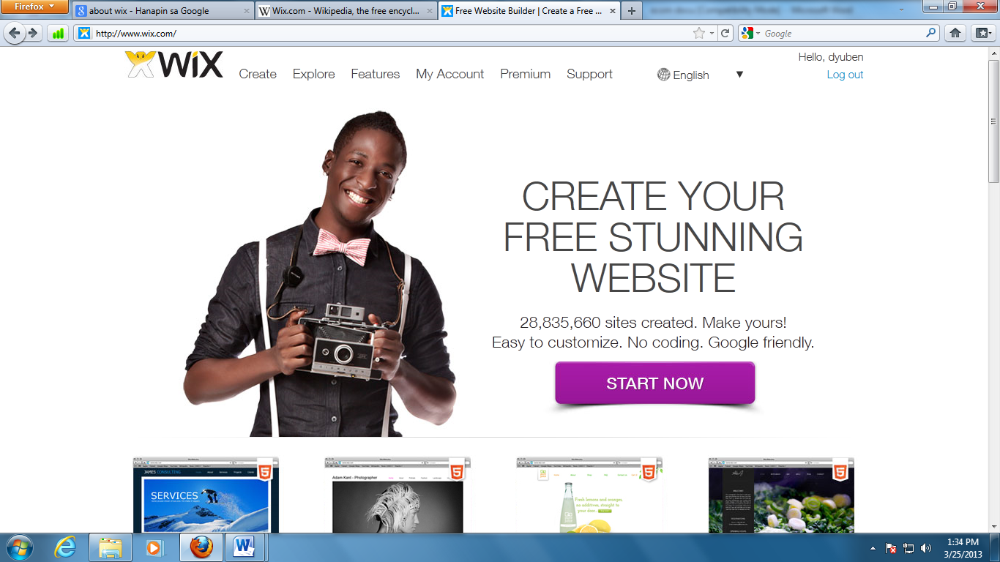 Firefox
about wix - Hanapin sa Google
Wix.com - Wikipedia, the free encycl...
Free Website Builder | Create a Free ...
http://www.wix.com/
Google
WiX
Hello, dyuben
Create Explore Features My Account Premium Support English Log out
CREATE YOUR
FREE STUNNING
WEBSITE
28,835,660 sites created. Make yours!
Easy to customize. No coding. Google friendly.
START NOW
JAMES CONSULTING
SERVICES
Adam Kant - Photographer
Fresh lemons and oranges,
no additives, straight to
your door.
1:34 PM
3/25/2013